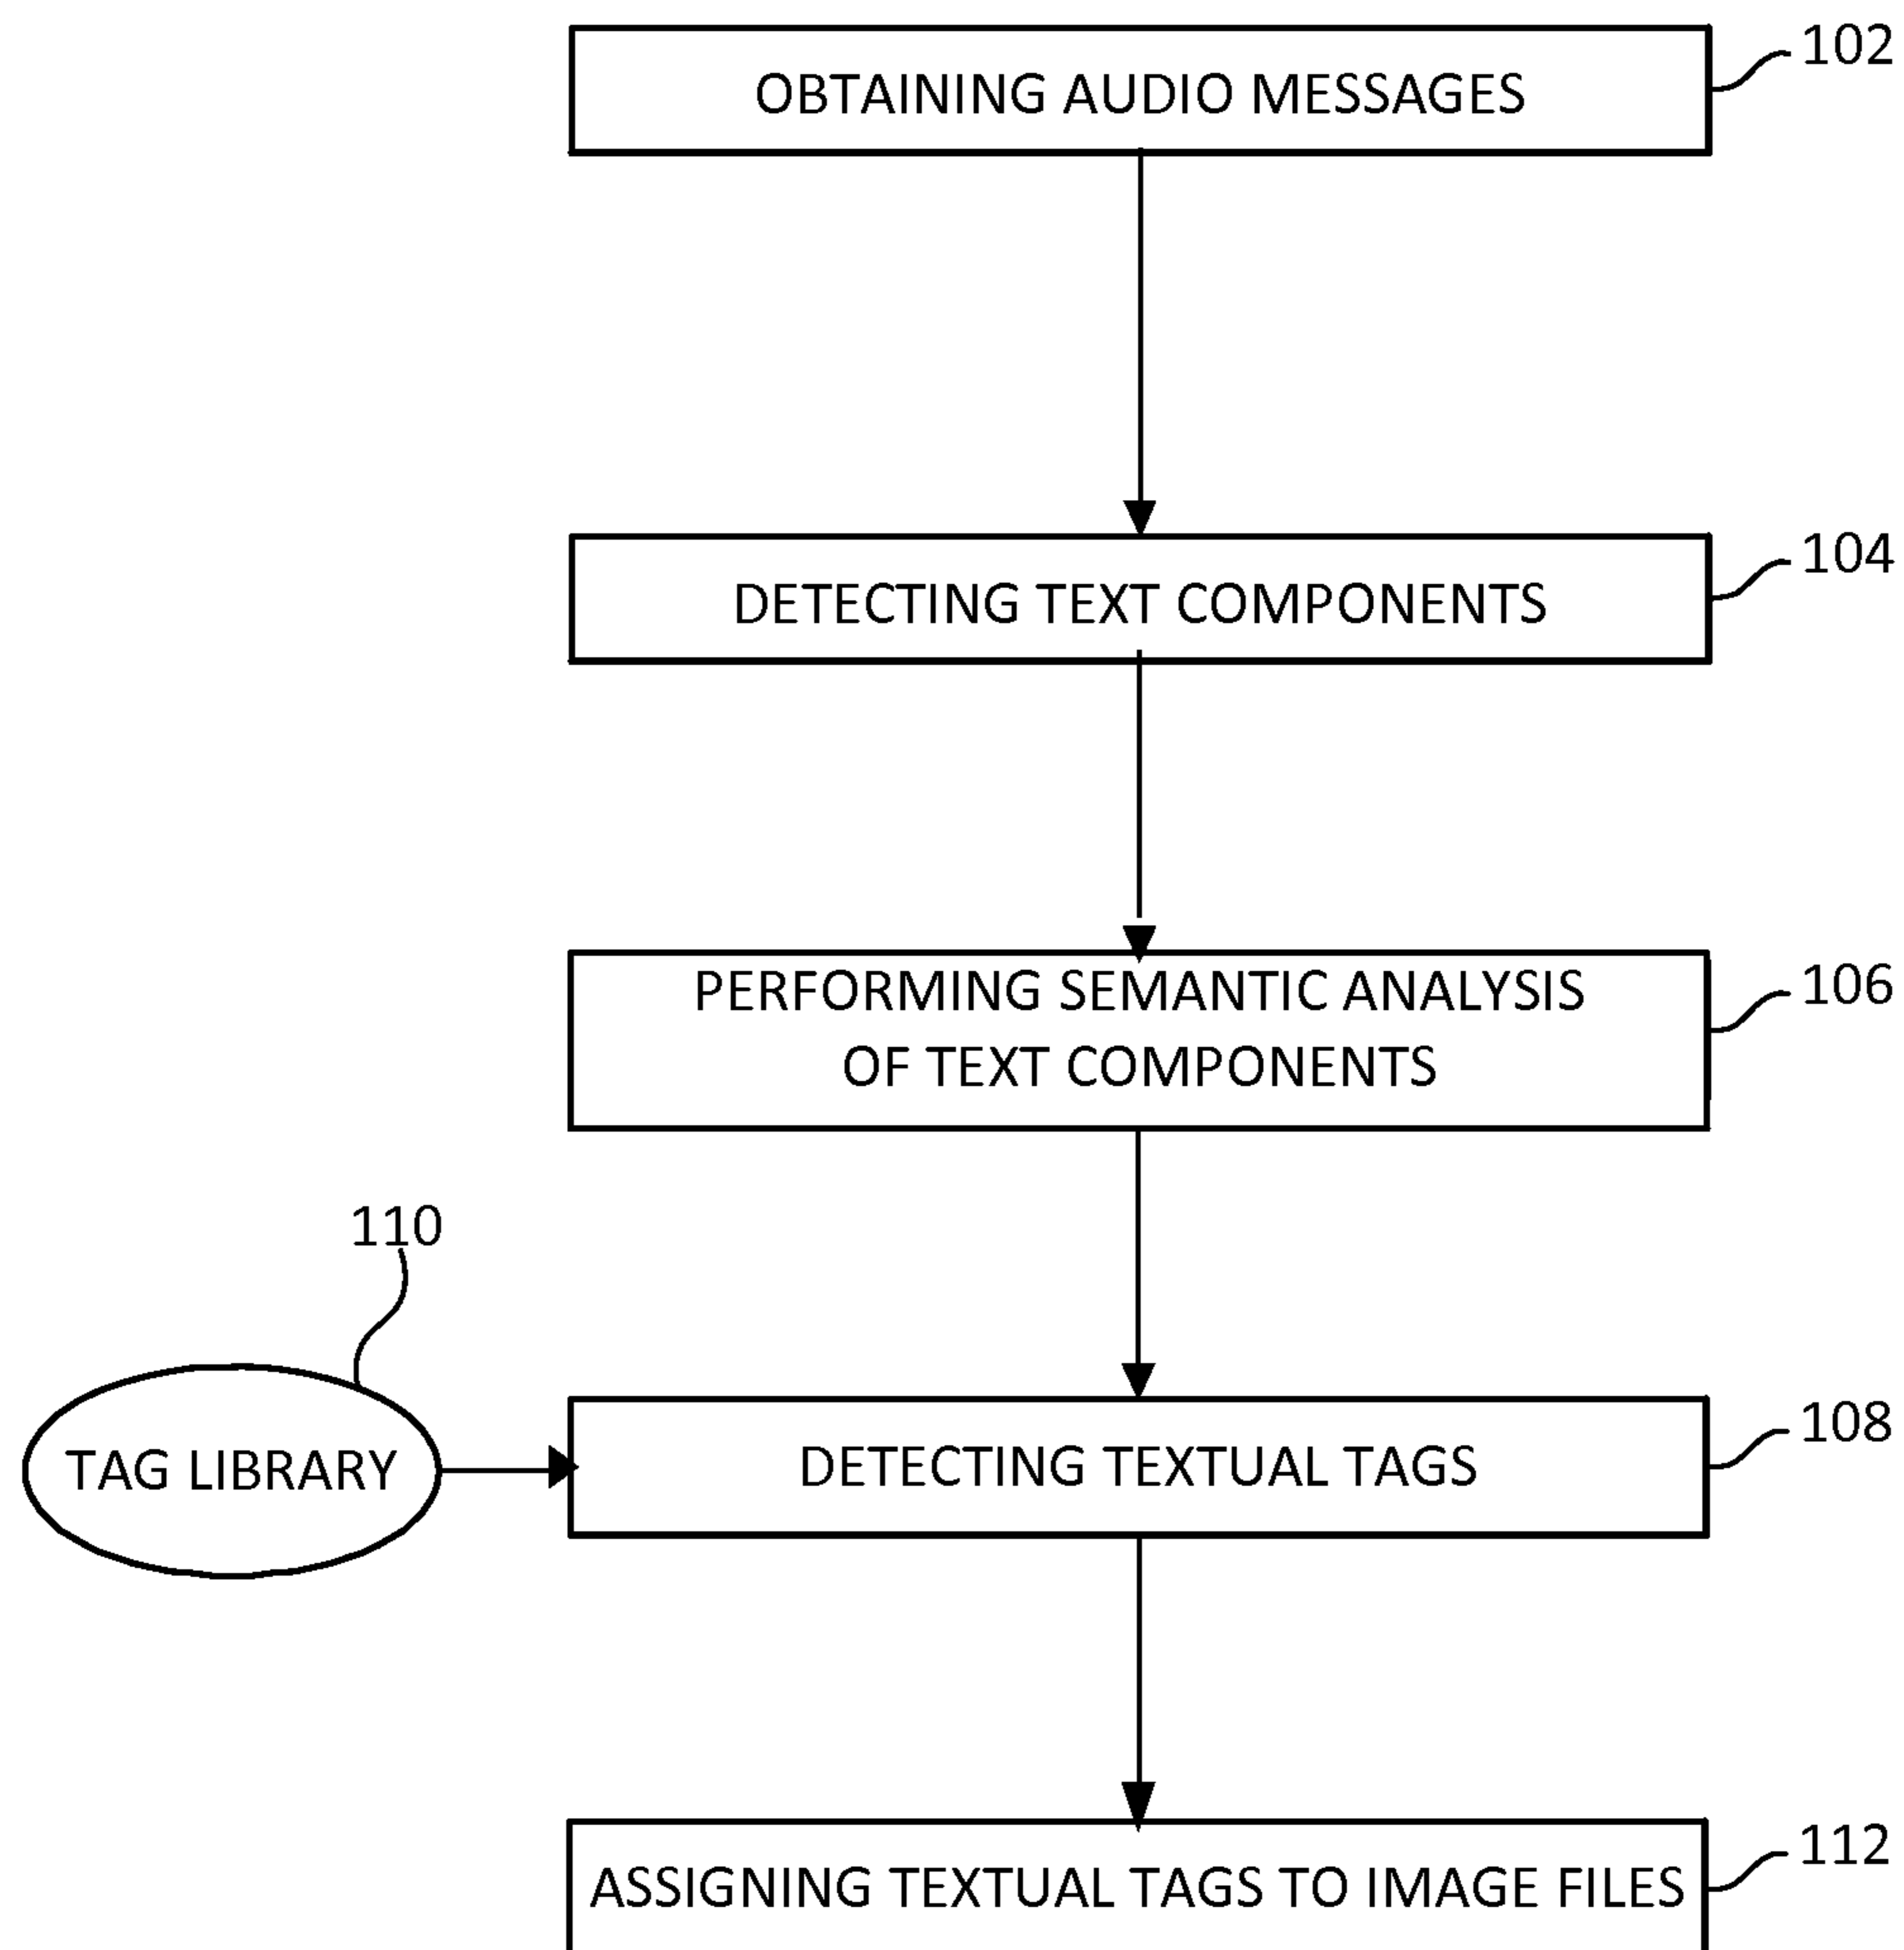 OBTAINING AUDIO MESSAGES
102
DETECTING TEXT COMPONENTS
104
PERFORMING SEMANTIC ANALYSIS
OF TEXT COMPONENTS
106
110
TAG LIBRARY
DETECTING TEXTUAL TAGS
108
ASSIGNING TEXTUAL TAGS TO IMAGE FILES
112